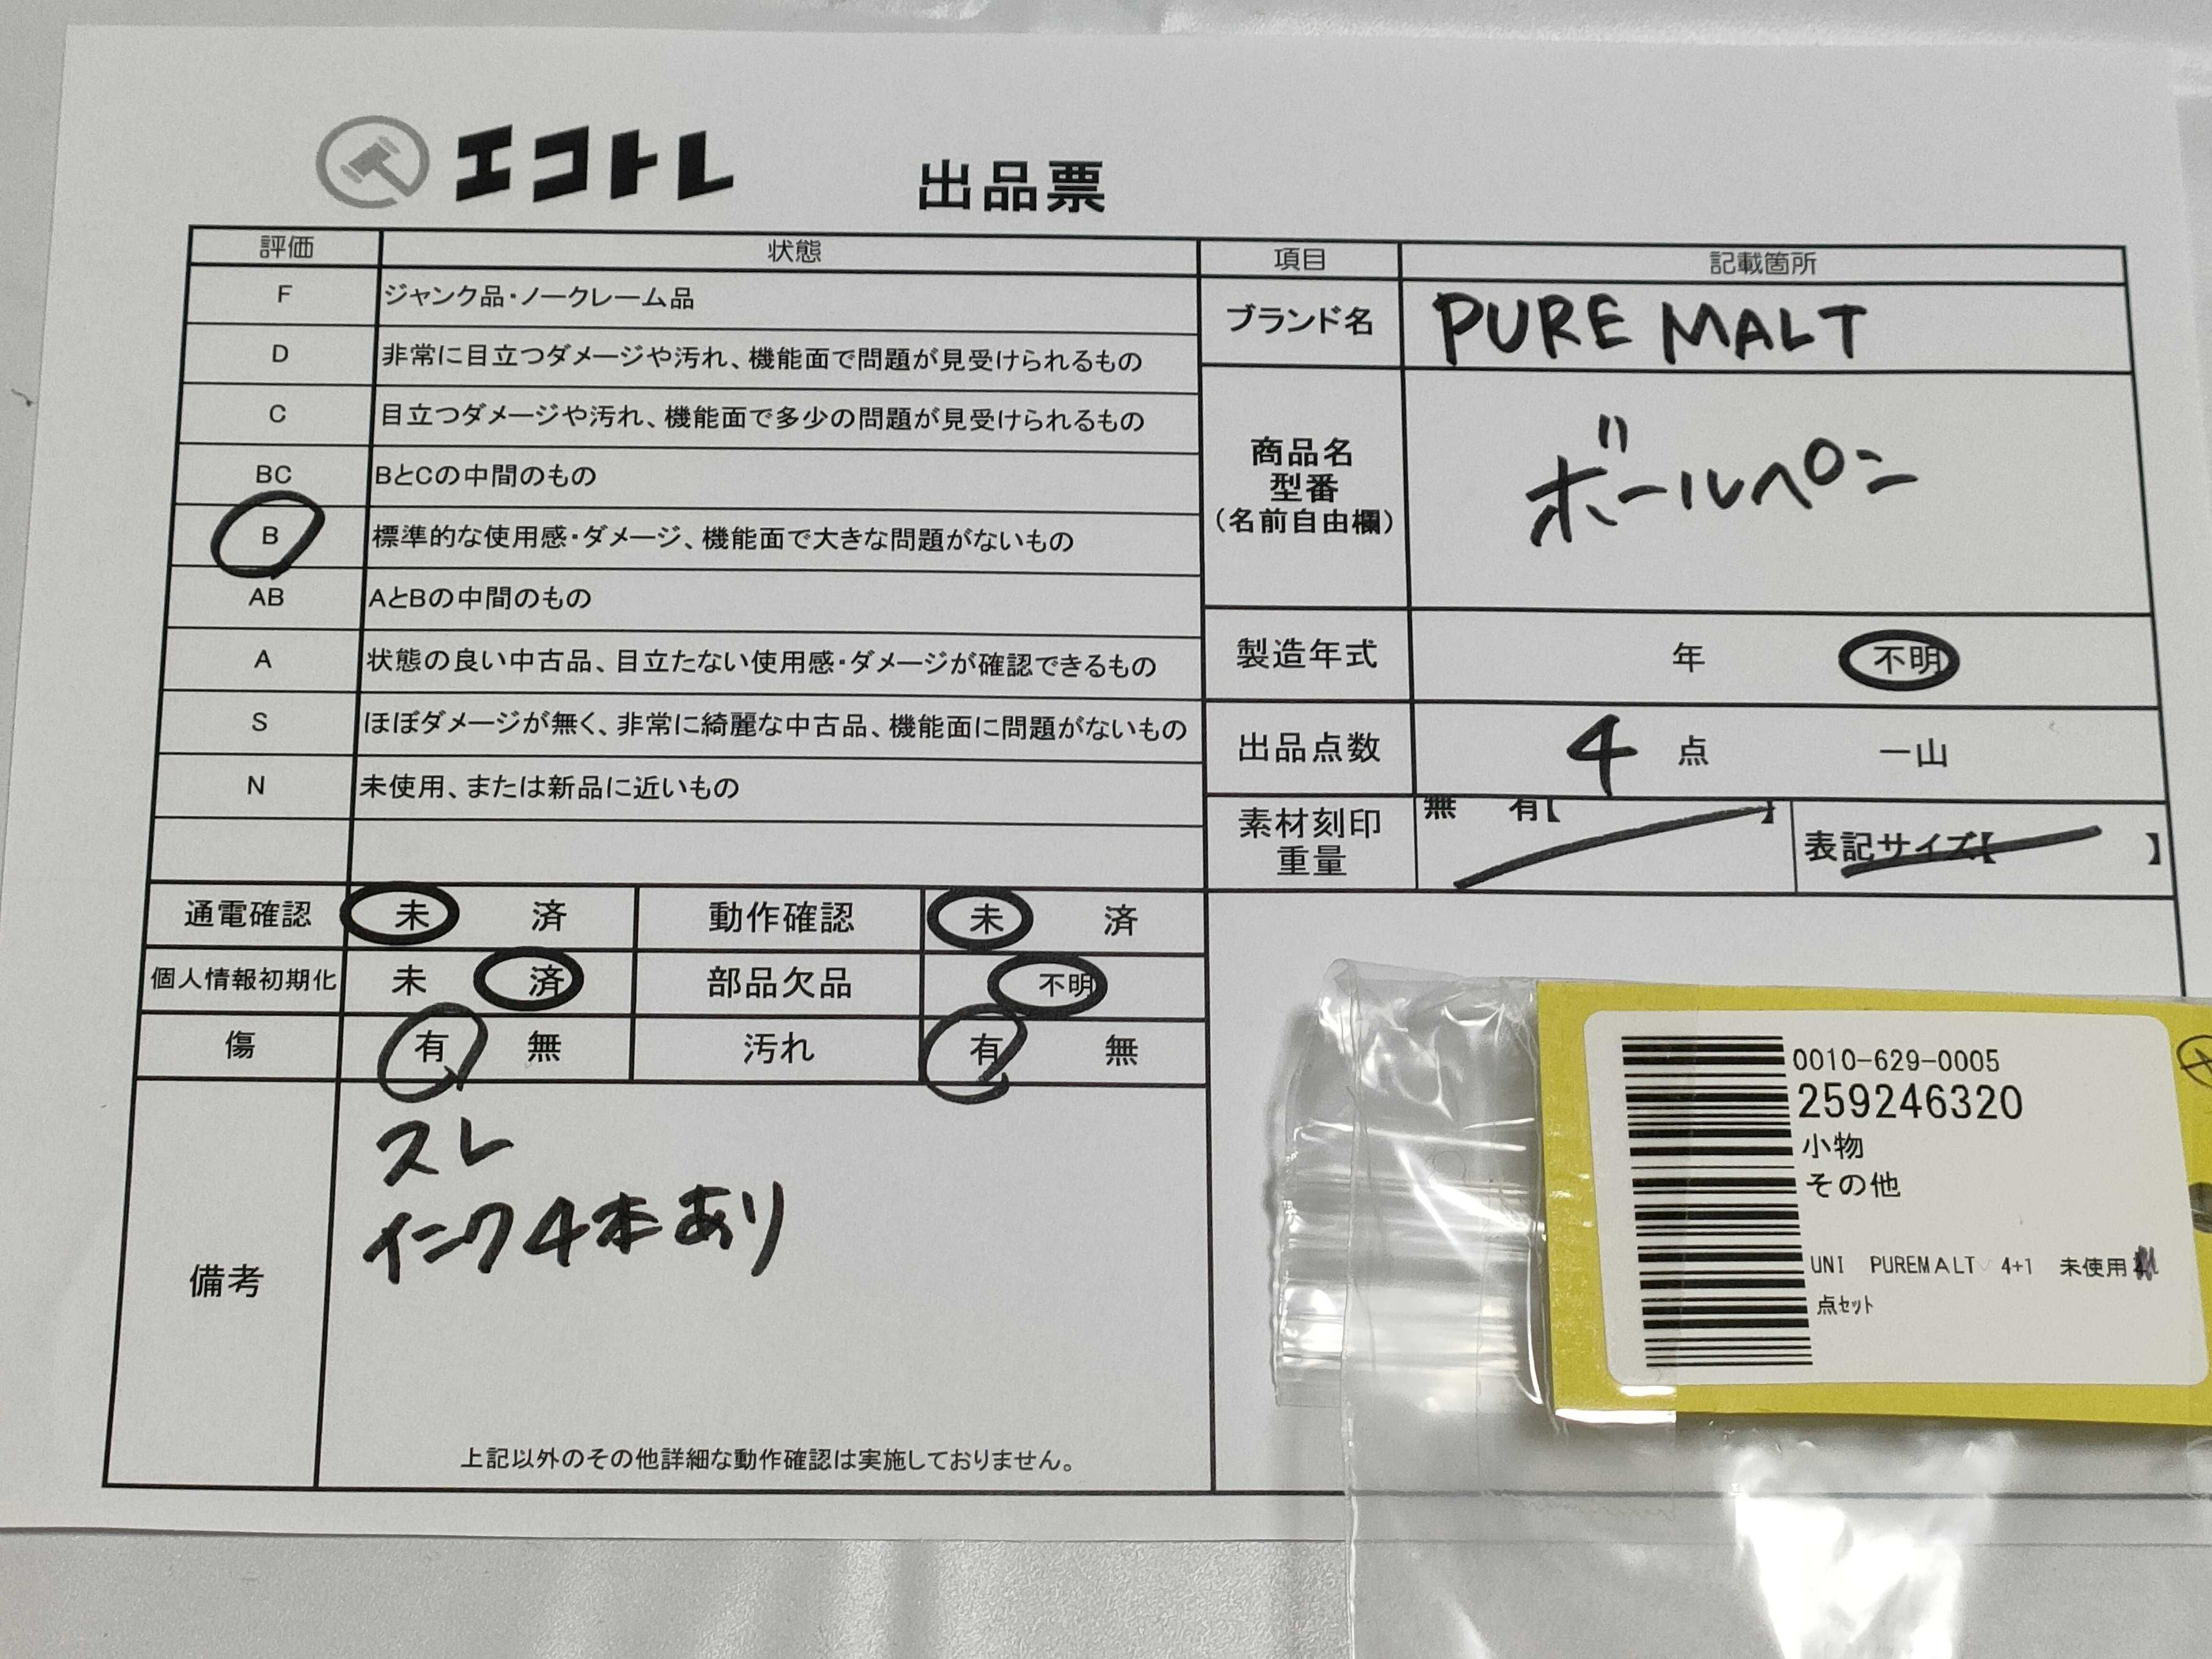 エコトレ 出品票
評価 状態
F ジャンク品・ノークレーム品
D 非常に目立つダメージや汚れ、機能面で問題が見受けられるもの
C 目立つダメージや汚れ、機能面で多少の問題が見受けられるもの
BC BとCの中間のもの
B 標準的な使用感・ダメージ、機能面で大きな問題がないもの
AB AとBの中間のもの
A 状態の良い中古品、目立たない使用感・ダメージが確認できるもの
S ほぼダメージが無く、非常に綺麗な中古品、機能面に問題がないもの
N 未使用、または新品に近いもの
項目 記載箇所
ブランド名 PURE MALT
商品名
型番
(名前自由欄)
ボールペン
製造年式 年 不明
出品点数 4 点 一山
素材刻印
重量
無 有【 】
表記サイズ【 】
通電確認 未 済 動作確認 未 済
個人情報初期化 未 済 部品欠品 不明
傷 有 無 汚れ 有 無
備考
スレ
インク4本あり
上記以外のその他詳細な動作確認は実施しておりません。
0010-629-0005
259246320
小物
その他
UNI PUREMALT 4+1 未使用
点セット